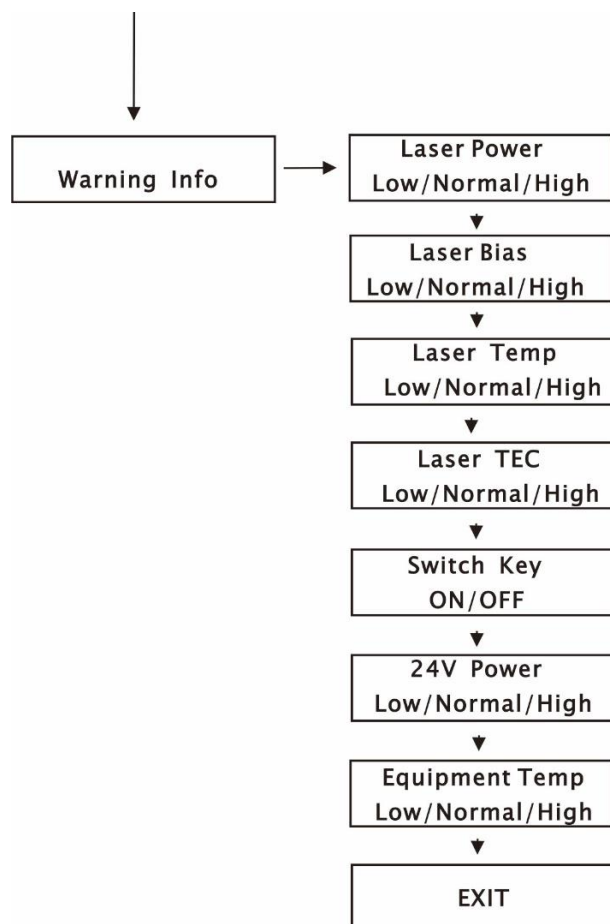 Warning Info
Laser Power
Low/Normal/High
Laser Bias
Low/Normal/High
Laser Temp
Low/Normal/High
Laser TEC
Low/Normal/High
Switch Key
ON/OFF
24V Power
Low/Normal/High
Equipment Temp
Low/Normal/High
EXIT